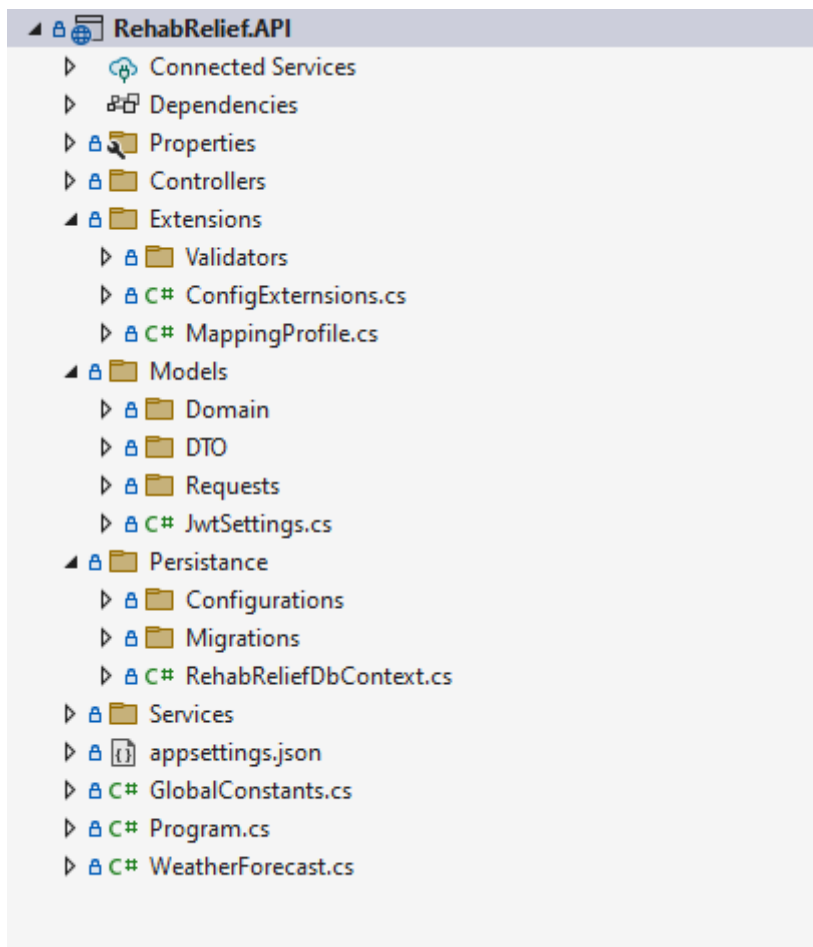 RehabRelief.API
Connected Services
Dependencies
Properties
Controllers
Extensions
Validators
C# ConfigExternsions.cs
C# MappingProfile.cs
Models
Domain
DTO
Requests
C# JwtSettings.cs
Persistance
Configurations
Migrations
C# RehabReliefDbContext.cs
Services
appsettings.json
C# GlobalConstants.cs
C# Program.cs
C# WeatherForecast.cs